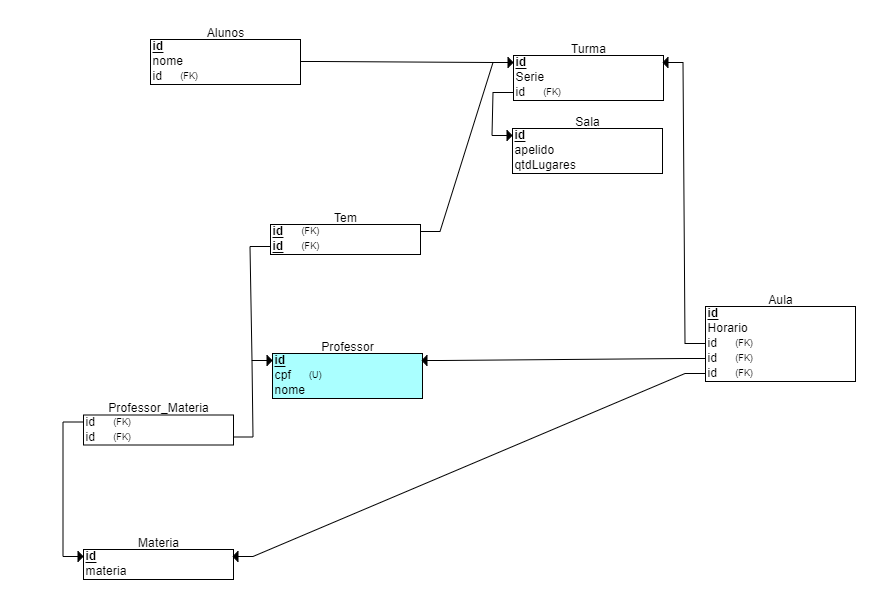 Alunos
id
nome
id (FK)
Turma
id
Serie
id (FK)
Sala
id
apelido
qtdLugares
Tem
id (FK)
id (FK)
Aula
id
Horario
id (FK)
id (FK)
id (FK)
Professor
id
cpf (U)
nome
Professor_Materia
id (FK)
id (FK)
Materia
id
materia